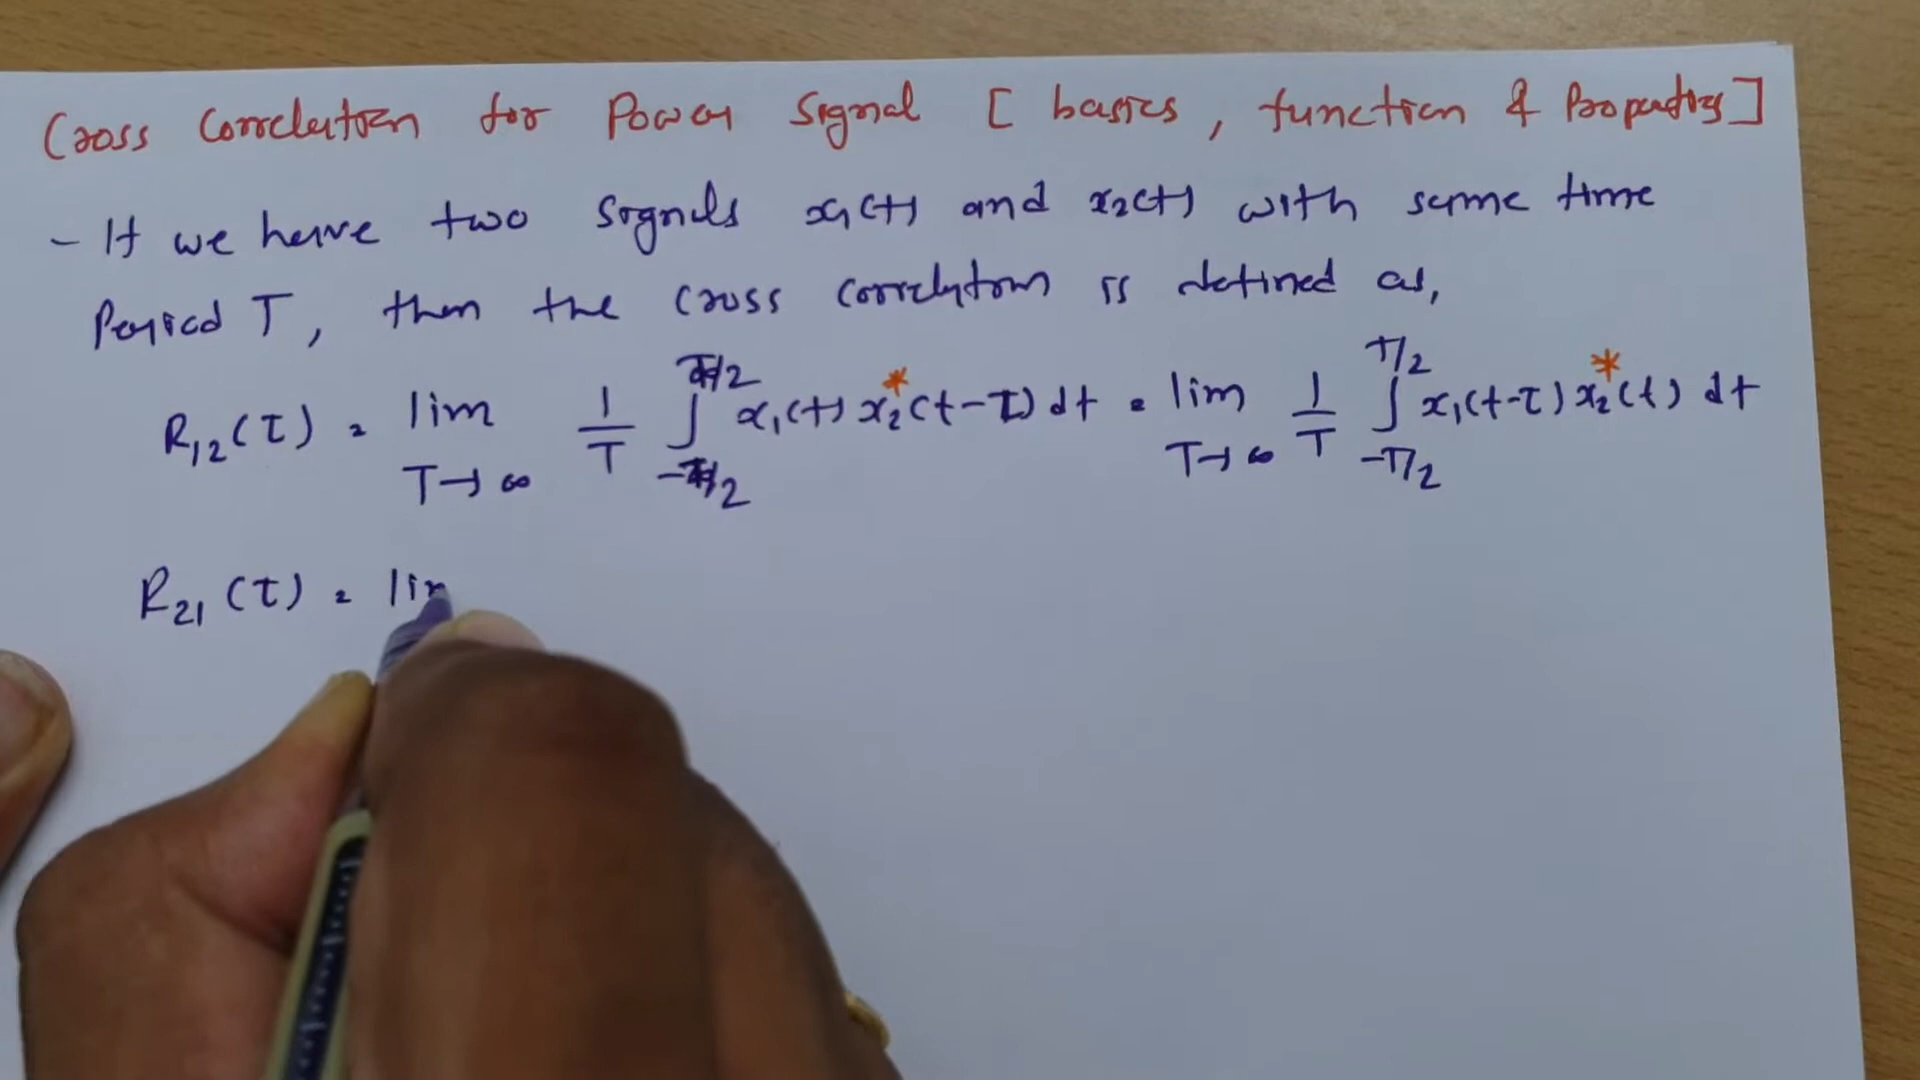 Cross Correlation for Power Signal [ basics , function & Properties ]
- If we have two signals x₁(t) and x₂(t) with same time
Period T , then the cross correlation is defined as,
R₁₂(τ) = lim T→∞ 1/T ∫_{-T/2}^{T/2} x₁(t) x₂*(t-τ) dt = lim T→∞ 1/T ∫_{-T/2}^{T/2} x₁(t-τ) x₂*(t) dt
R₂₁(τ) = lim